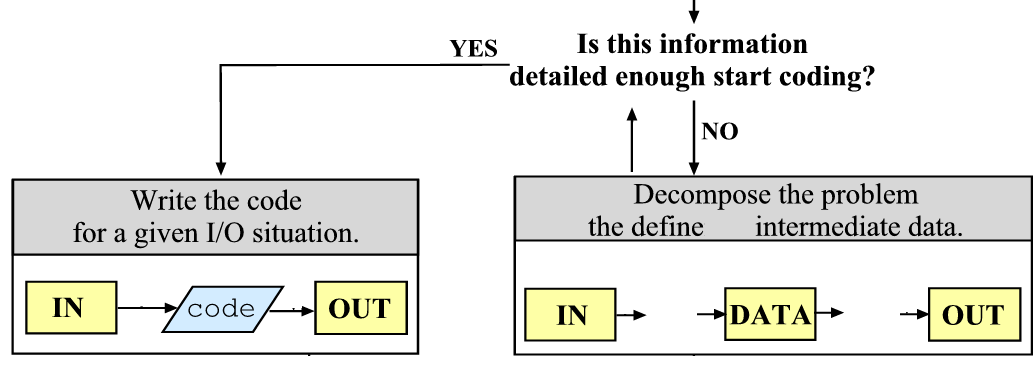 Is this information
detailed enough start coding?
YES
NO
Write the code
for a given I/O situation.
IN
code
OUT
Decompose the problem
the define intermediate data.
IN
DATA
OUT